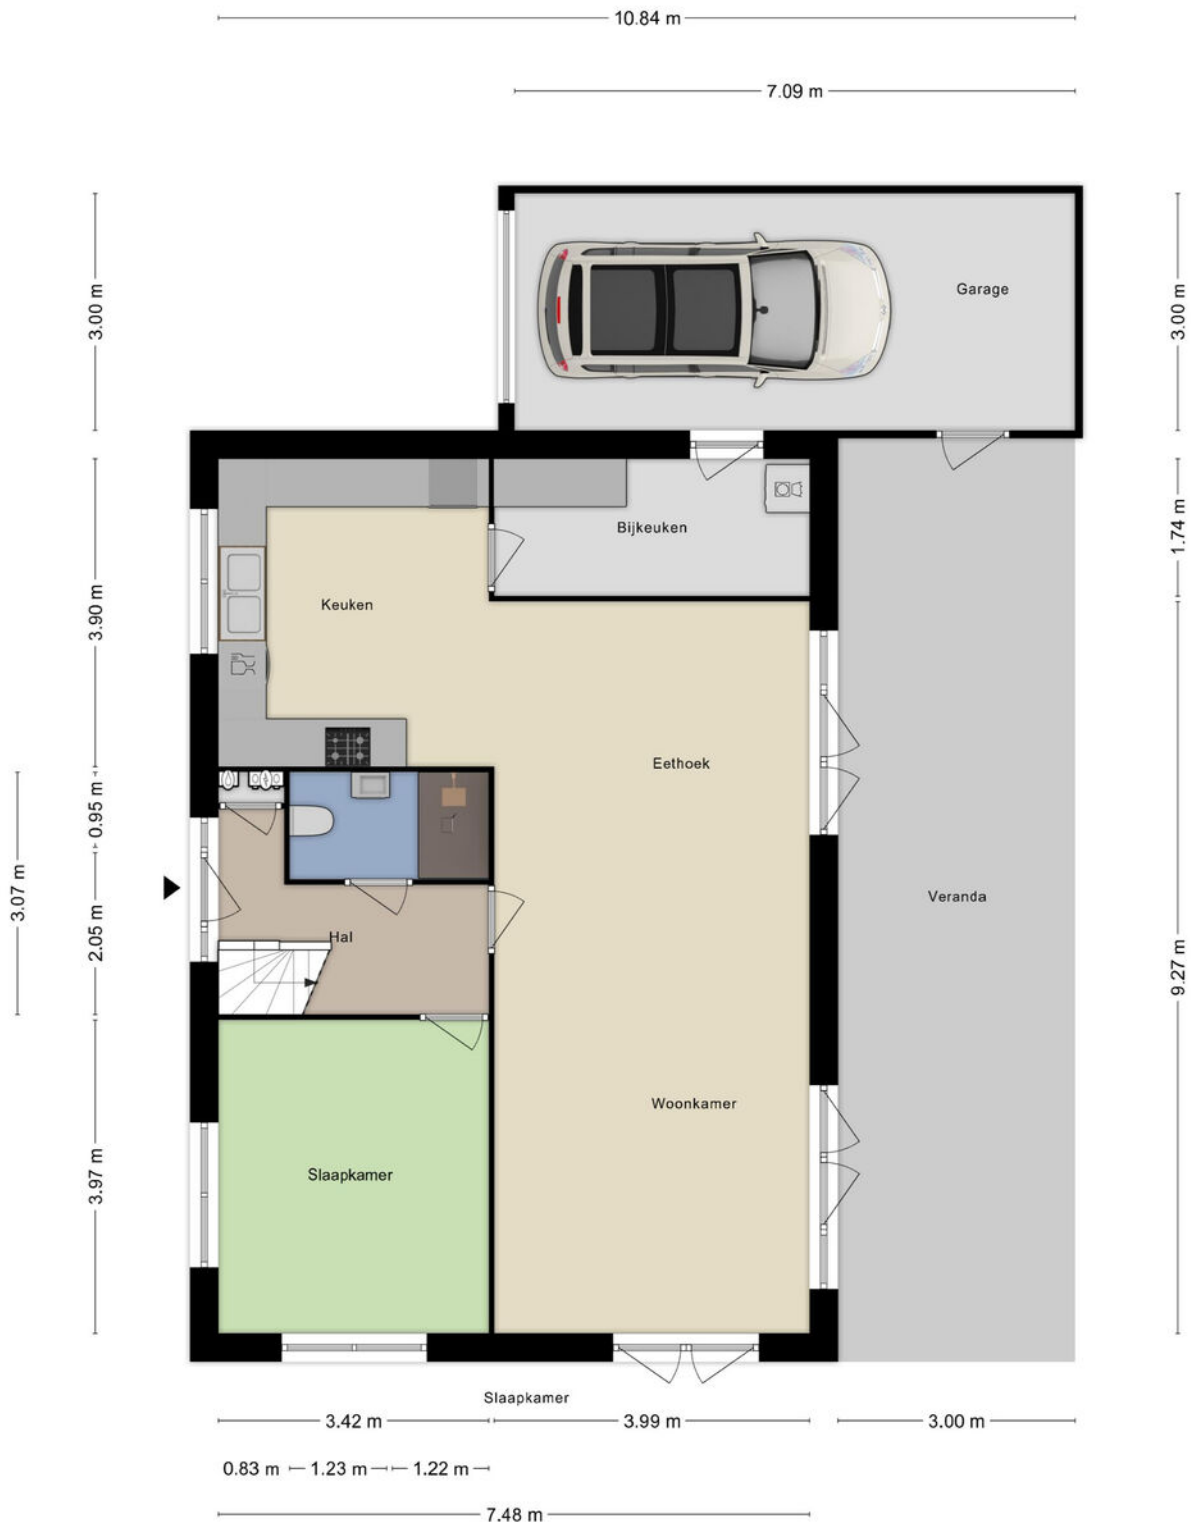 10.84 m
7.09 m
3.00 m
3.00 m
Garage
1.74 m
Bijkeuken
3.90 m
Keuken
Eethoek
0.95 m
3.07 m
Veranda
2.05 m
Hal
9.27 m
Woonkamer
3.97 m
Slaapkamer
Slaapkamer
3.42 m
3.99 m
3.00 m
0.83 m
1.23 m
1.22 m
7.48 m